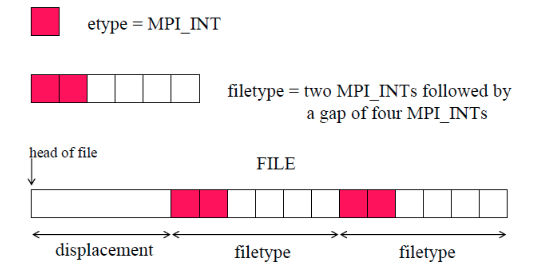 etype = MPI_INT
filetype = two MPI_INTs followed by
a gap of four MPI_INTs
head of file
FILE
displacement
filetype
filetype